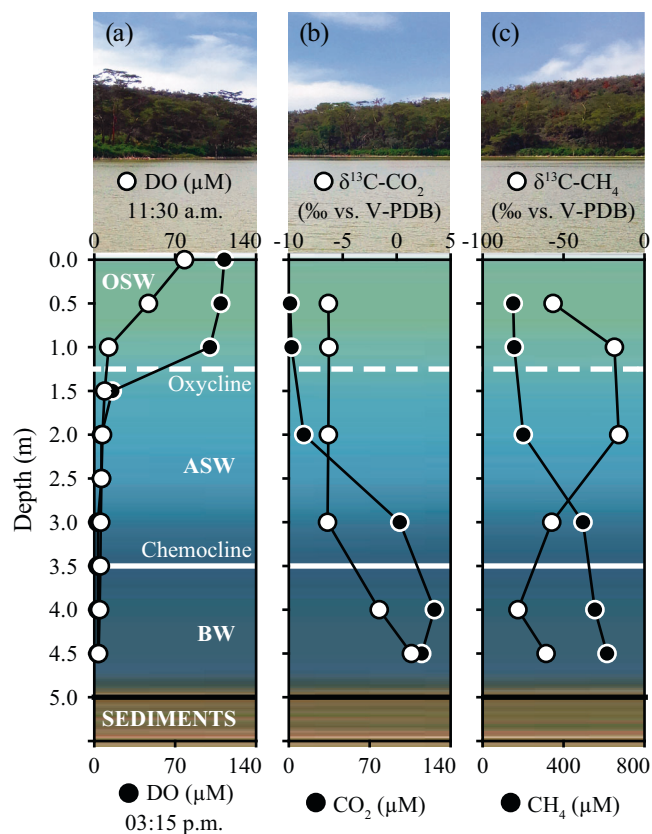 (a) (b) (c)
DO (µM) δ¹³C-CO₂ δ¹³C-CH₄
11:30 a.m. (‰ vs. V-PDB) (‰ vs. V-PDB)
0 70 140 -10 -5 0 5 -100 -50 0
0.0
OSW
0.5
1.0
Oxycline
1.5
2.0
ASW
2.5
Depth (m)
3.0
Chemocline
3.5
4.0
BW
4.5
5.0
SEDIMENTS
0 70 140 0 70 140 0 400 800
DO (µM) CO₂ (µM) CH₄ (µM)
03:15 p.m.